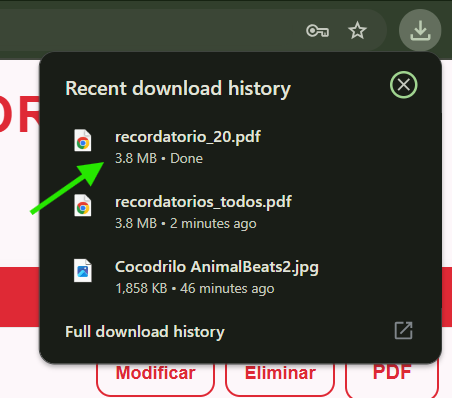 Recent download history
recordatorio_20.pdf
3.8 MB • Done
recordatorios_todos.pdf
3.8 MB • 2 minutes ago
Cocodrilo AnimalBeats2.jpg
1,858 KB • 46 minutes ago
Full download history
Modificar
Eliminar
PDF